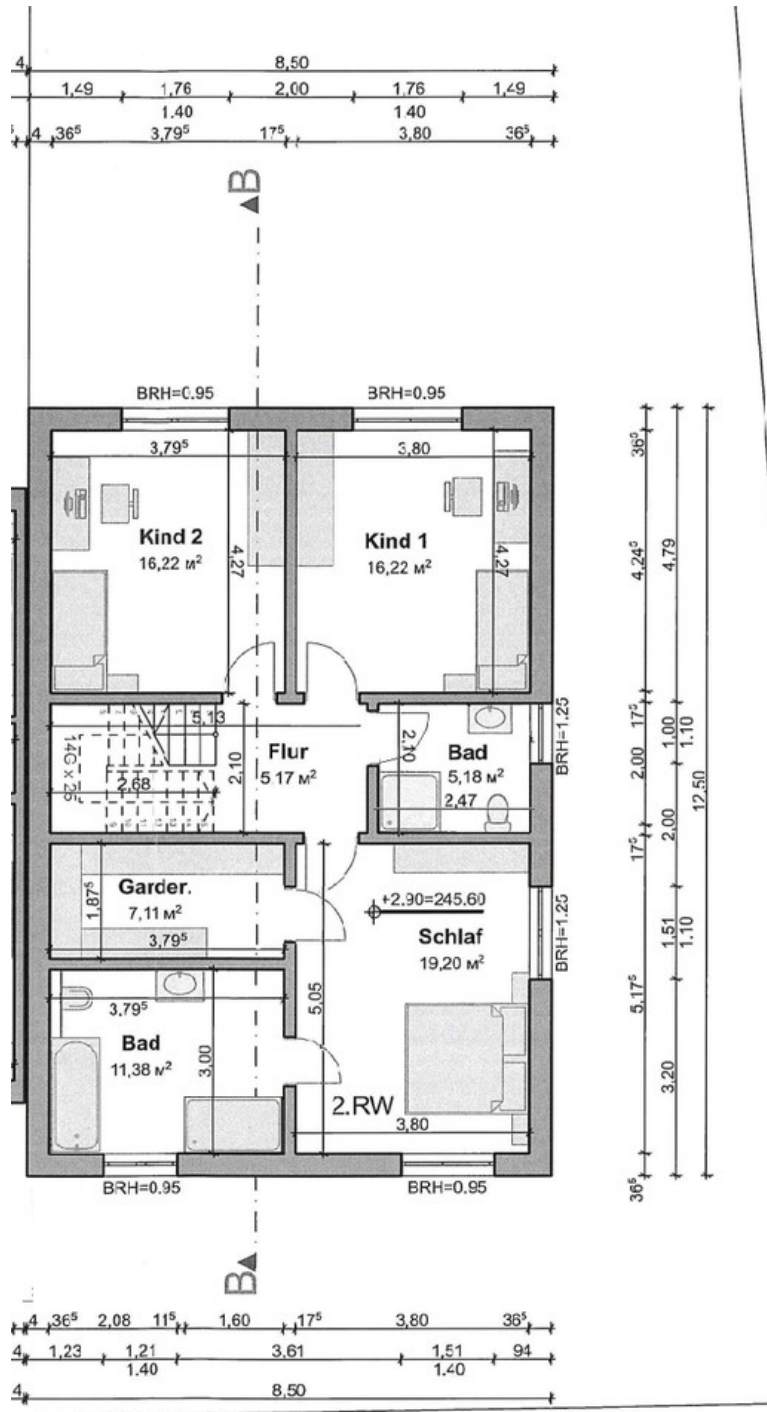 4 8,50
1,49 1,76 2,00 1,76 1,49
1.40 1.40
4 36⁵ 3,79⁵ 17⁵ 3,80 36⁵
B
BRH=0.95 BRH=0.95
3,79⁵ 3,80
Kind 2
16,22 м²
4,27
Kind 1
16,22 м²
4,27
36⁵
4,24⁵
4,79
5,13
14G x 26
2,68
2,10
Flur
5.17 м²
2,10
Bad
5,18 м²
2,47
BRH=1.25
17⁵
2,00
1,00
1.10
12,50
17⁵
2,00
Garder.
7,11 м²
1,87⁵
3,79⁵
+2.90=245.60
Schlaf
19,20 м²
BRH=1.25
1,51
1.10
5,17⁵
3,79⁵
Bad
11,38 м²
3,00
5,05
2.RW
3,80
3,20
36⁵
BRH=0.95 BRH=0.95
B
4 36⁵ 2,08 11⁵ 1,60 17⁵ 3,80 36⁵
4 1,23 1,21 3,61 1,51 94
1.40 1.40
4 8,50